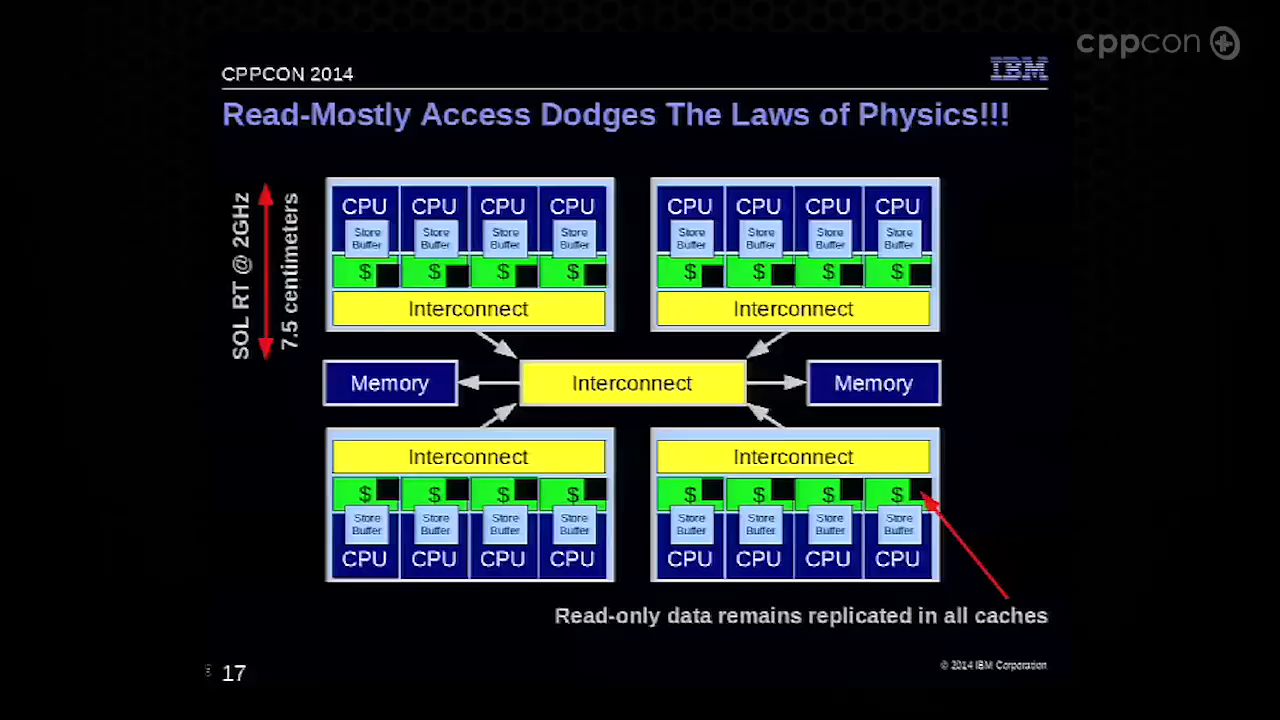 cppcon
CPPCON 2014
IBM
Read-Mostly Access Dodges The Laws of Physics!!!
SOL RT @ 2GHz
7.5 centimeters
CPU CPU CPU CPU
Store Buffer Store Buffer Store Buffer Store Buffer
$ $ $ $
Interconnect
CPU CPU CPU CPU
Store Buffer Store Buffer Store Buffer Store Buffer
$ $ $ $
Interconnect
Memory
Interconnect
Memory
Interconnect
$ $ $ $
Store Buffer Store Buffer Store Buffer Store Buffer
CPU CPU CPU CPU
Interconnect
$ $ $ $
Store Buffer Store Buffer Store Buffer Store Buffer
CPU CPU CPU CPU
Read-only data remains replicated in all caches
17
© 2014 IBM Corporation